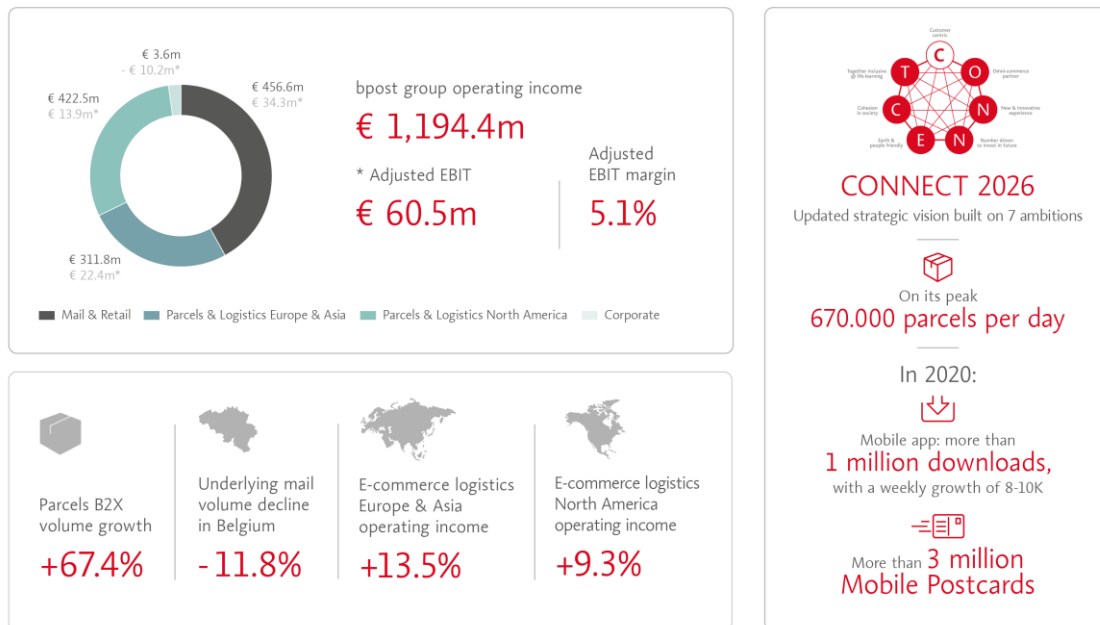 € 3.6m
- € 10.2m*
€ 456.6m
€ 34.3m*
€ 422.5m
€ 13.9m*
€ 311.8m
€ 22.4m*
bpost group operating income
€ 1,194.4m
* Adjusted EBIT
€ 60.5m
Adjusted
EBIT margin
5.1%
Mail & Retail
Parcels & Logistics Europe & Asia
Parcels & Logistics North America
Corporate
Parcels B2X
volume growth
+67.4%
Underlying mail
volume decline
in Belgium
-11.8%
E-commerce logistics
Europe & Asia
operating income
+13.5%
E-commerce logistics
North America
operating income
+9.3%
Customer
centric
C
Together inclusive
@ life-learning
T
O
Omni-commerce
partner
Cohesion
in society
C
N
New & innovative
experience
Earth &
people friendly
E
N
Number driven
to invest in future
CONNECT 2026
Updated strategic vision built on 7 ambitions
On its peak
670.000 parcels per day
In 2020:
Mobile app: more than
1 million downloads,
with a weekly growth of 8-10K
More than 3 million
Mobile Postcards